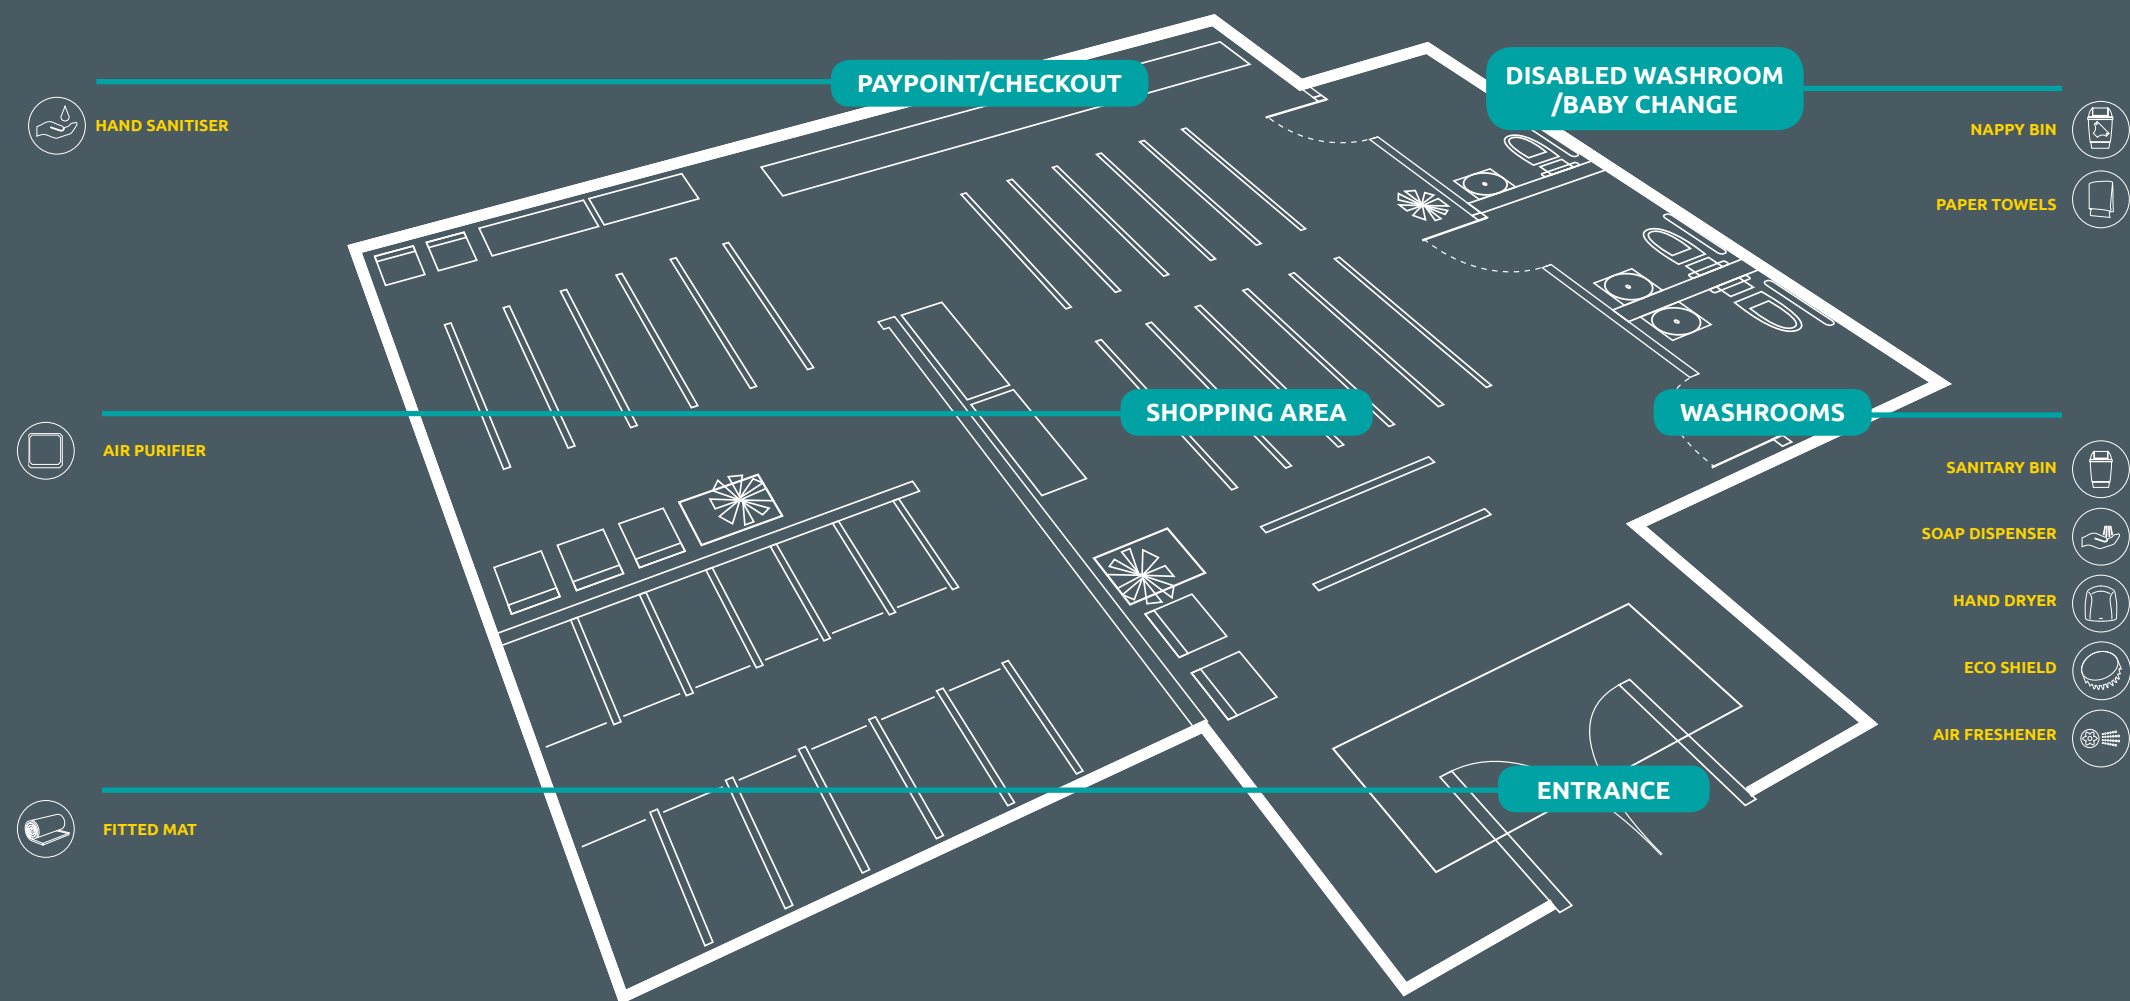 PAYPOINT/CHECKOUT
HAND SANITISER
DISABLED WASHROOM
/BABY CHANGE
NAPPY BIN
PAPER TOWELS
SHOPPING AREA
AIR PURIFIER
WASHROOMS
SANITARY BIN
SOAP DISPENSER
HAND DRYER
ECO SHIELD
AIR FRESHENER
ENTRANCE
FITTED MAT